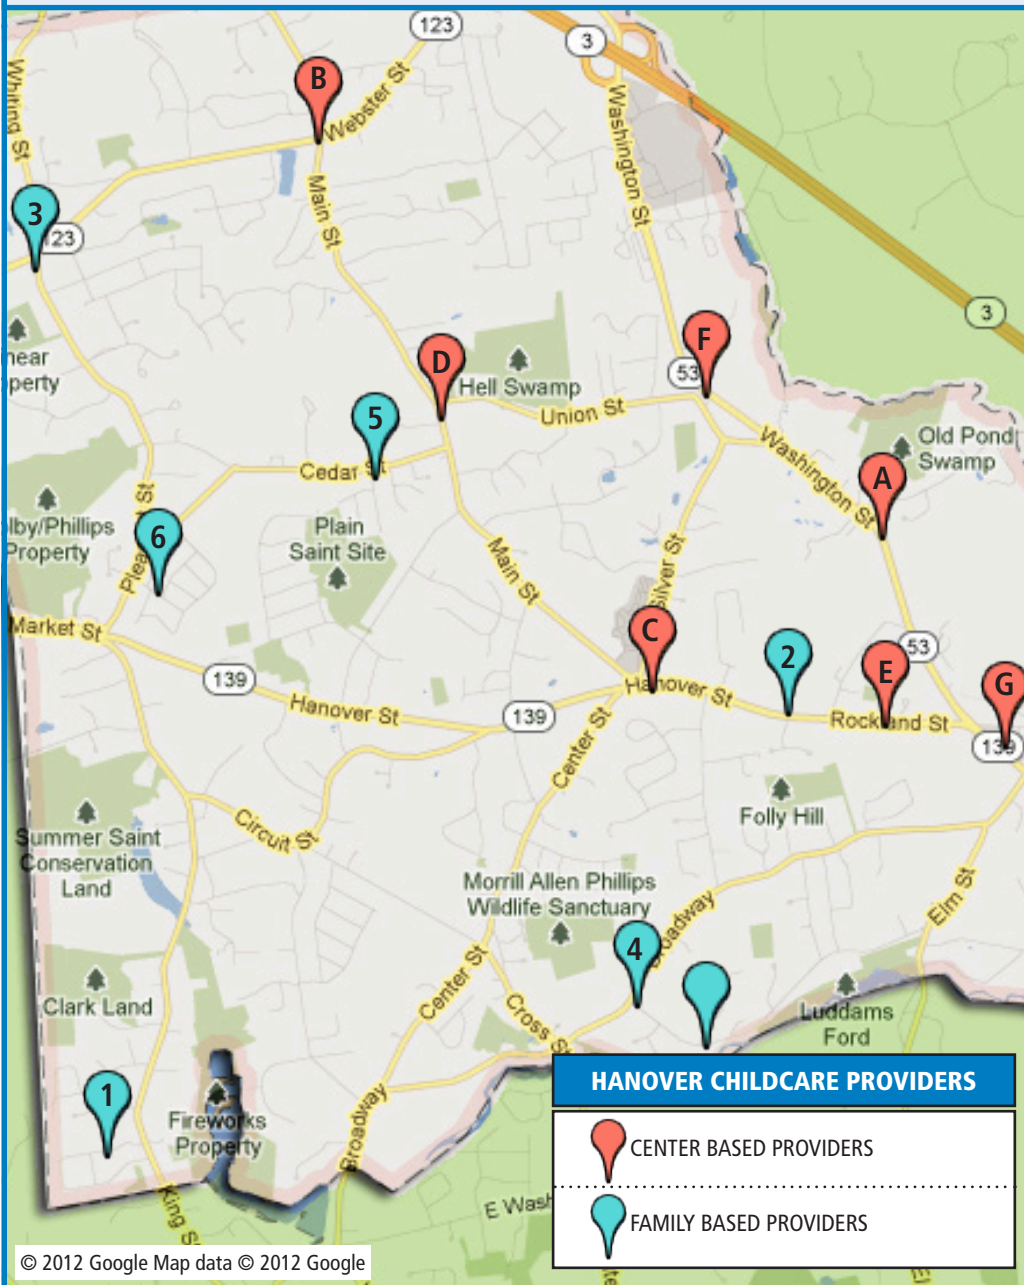 123
3
Whiting St
B
Webster St
Washington St
Main St
3
123
3
F
D
53
Hell Swamp
5
Union St
Cedar St
Washington St
Old Pond
Swamp
A
Property
6
Plain
Saint Site
Main St
Silver St
Market St
C
2
53
E
G
139
Hanover St
Hanover St
139
Rockland St
139
Center St
Folly Hill
Circuit St
Summer Saint
Conservation
Land
Morrill Allen Phillips
Wildlife Sanctuary
Elm St
Broadway
4
Center St
Clark Land
Cross St
Luddams
Ford
1
Fireworks
Property
Broadway
King S
E Wash
HANOVER CHILDCARE PROVIDERS
CENTER BASED PROVIDERS
FAMILY BASED PROVIDERS
© 2012 Google Map data © 2012 Google